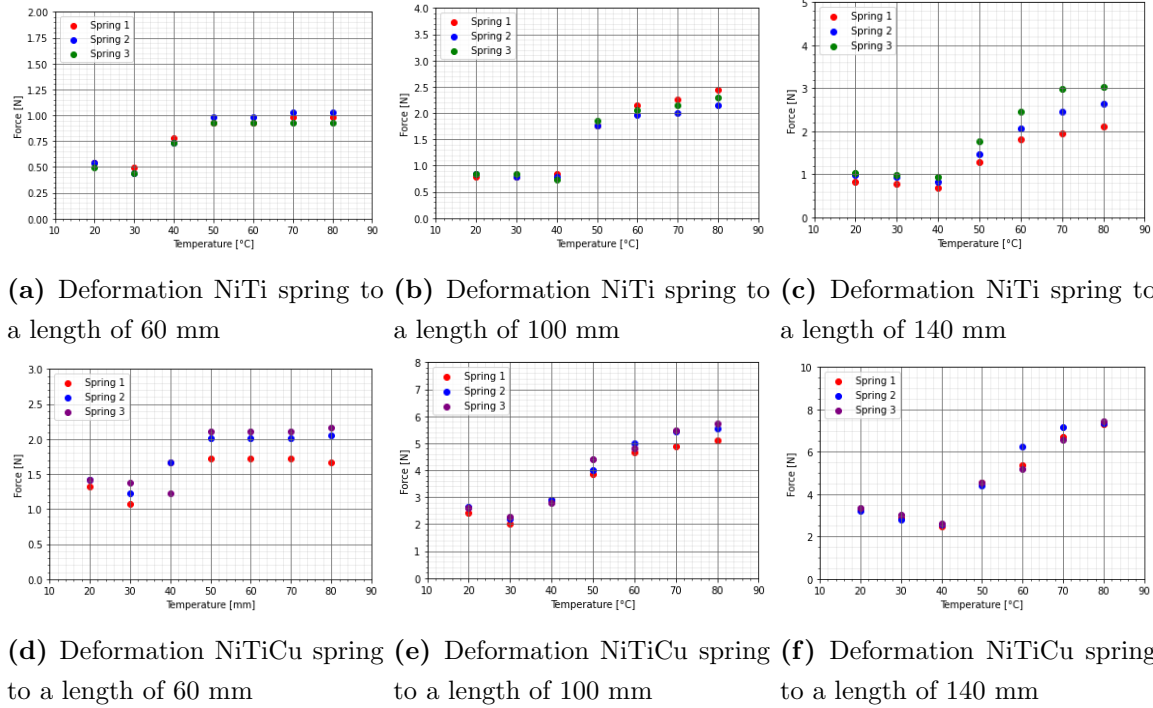 2.00
1.75
1.50
1.25
1.00
0.75
0.50
0.25
0.00
Force [N]
Spring 1
Spring 2
Spring 3
10 20 30 40 50 60 70 80 90
Temperature [°C]
4.0
3.5
3.0
2.5
2.0
1.5
1.0
0.5
0.0
Force [N]
Spring 1
Spring 2
Spring 3
10 20 30 40 50 60 70 80 90
Temperature [°C]
5
4
3
2
1
0
Force [N]
Spring 1
Spring 2
Spring 3
10 20 30 40 50 60 70 80 90
Temperature [°C]
(a) Deformation NiTi spring to
a length of 60 mm
(b) Deformation NiTi spring to
a length of 100 mm
(c) Deformation NiTi spring to
a length of 140 mm
3.0
2.5
2.0
1.5
1.0
0.5
0.0
Force [N]
Spring 1
Spring 2
Spring 3
10 20 30 40 50 60 70 80 90
Temperature [mm]
8
7
6
5
4
3
2
1
0
Force [N]
Spring 1
Spring 2
Spring 3
10 20 30 40 50 60 70 80 90
Temperature [°C]
10
8
6
4
2
0
Force [N]
Spring 1
Spring 2
Spring 3
10 20 30 40 50 60 70 80 90
Temperature [°C]
(d) Deformation NiTiCu spring
to a length of 60 mm
(e) Deformation NiTiCu spring
to a length of 100 mm
(f) Deformation NiTiCu spring
to a length of 140 mm